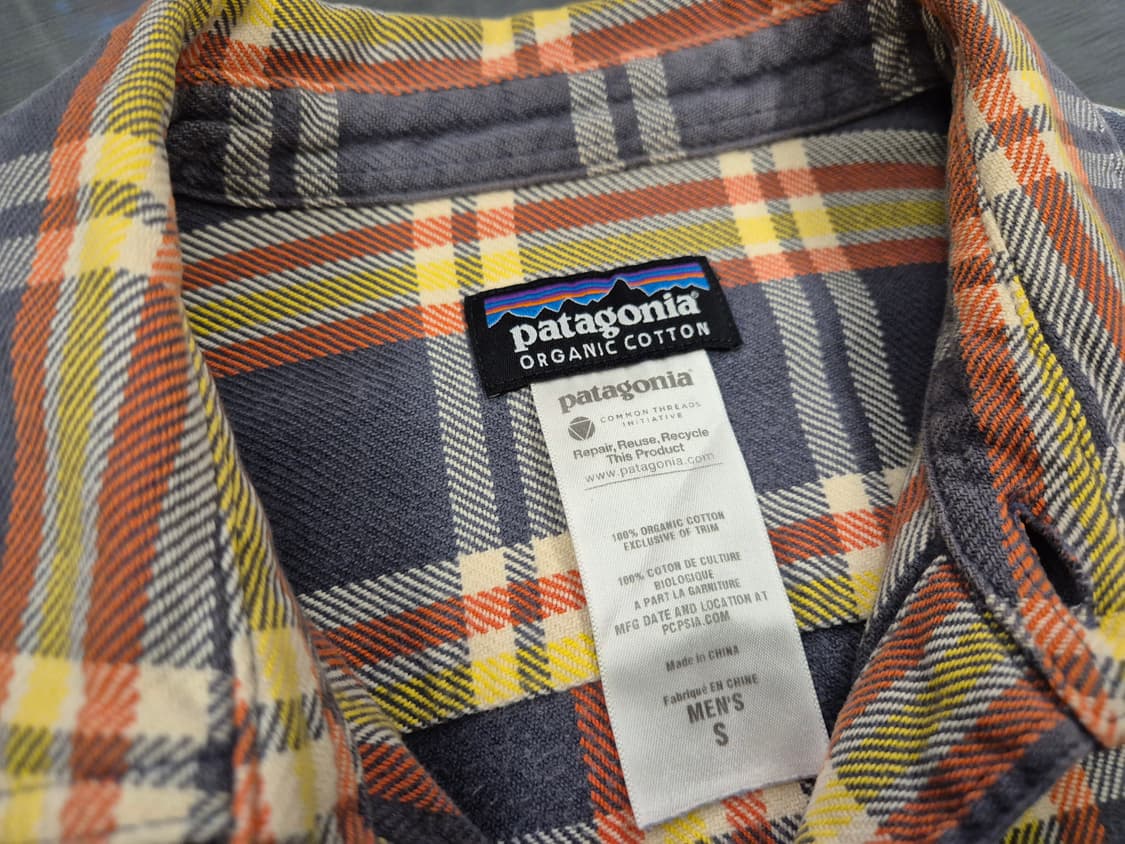 patagonia®
ORGANIC COTTON
patagonia®
COMMON THREADS
INITIATIVE
Repair, Reuse, Recycle
This Product
www.patagonia.com
100% ORGANIC COTTON
EXCLUSIVE OF TRIM
100% COTON DE CULTURE
BIOLOGIQUE
A PART LA GARNITURE
MFG DATE AND LOCATION AT
PCPSIA.COM
Made in CHINA
Fabriqué EN CHINE
MEN'S
S